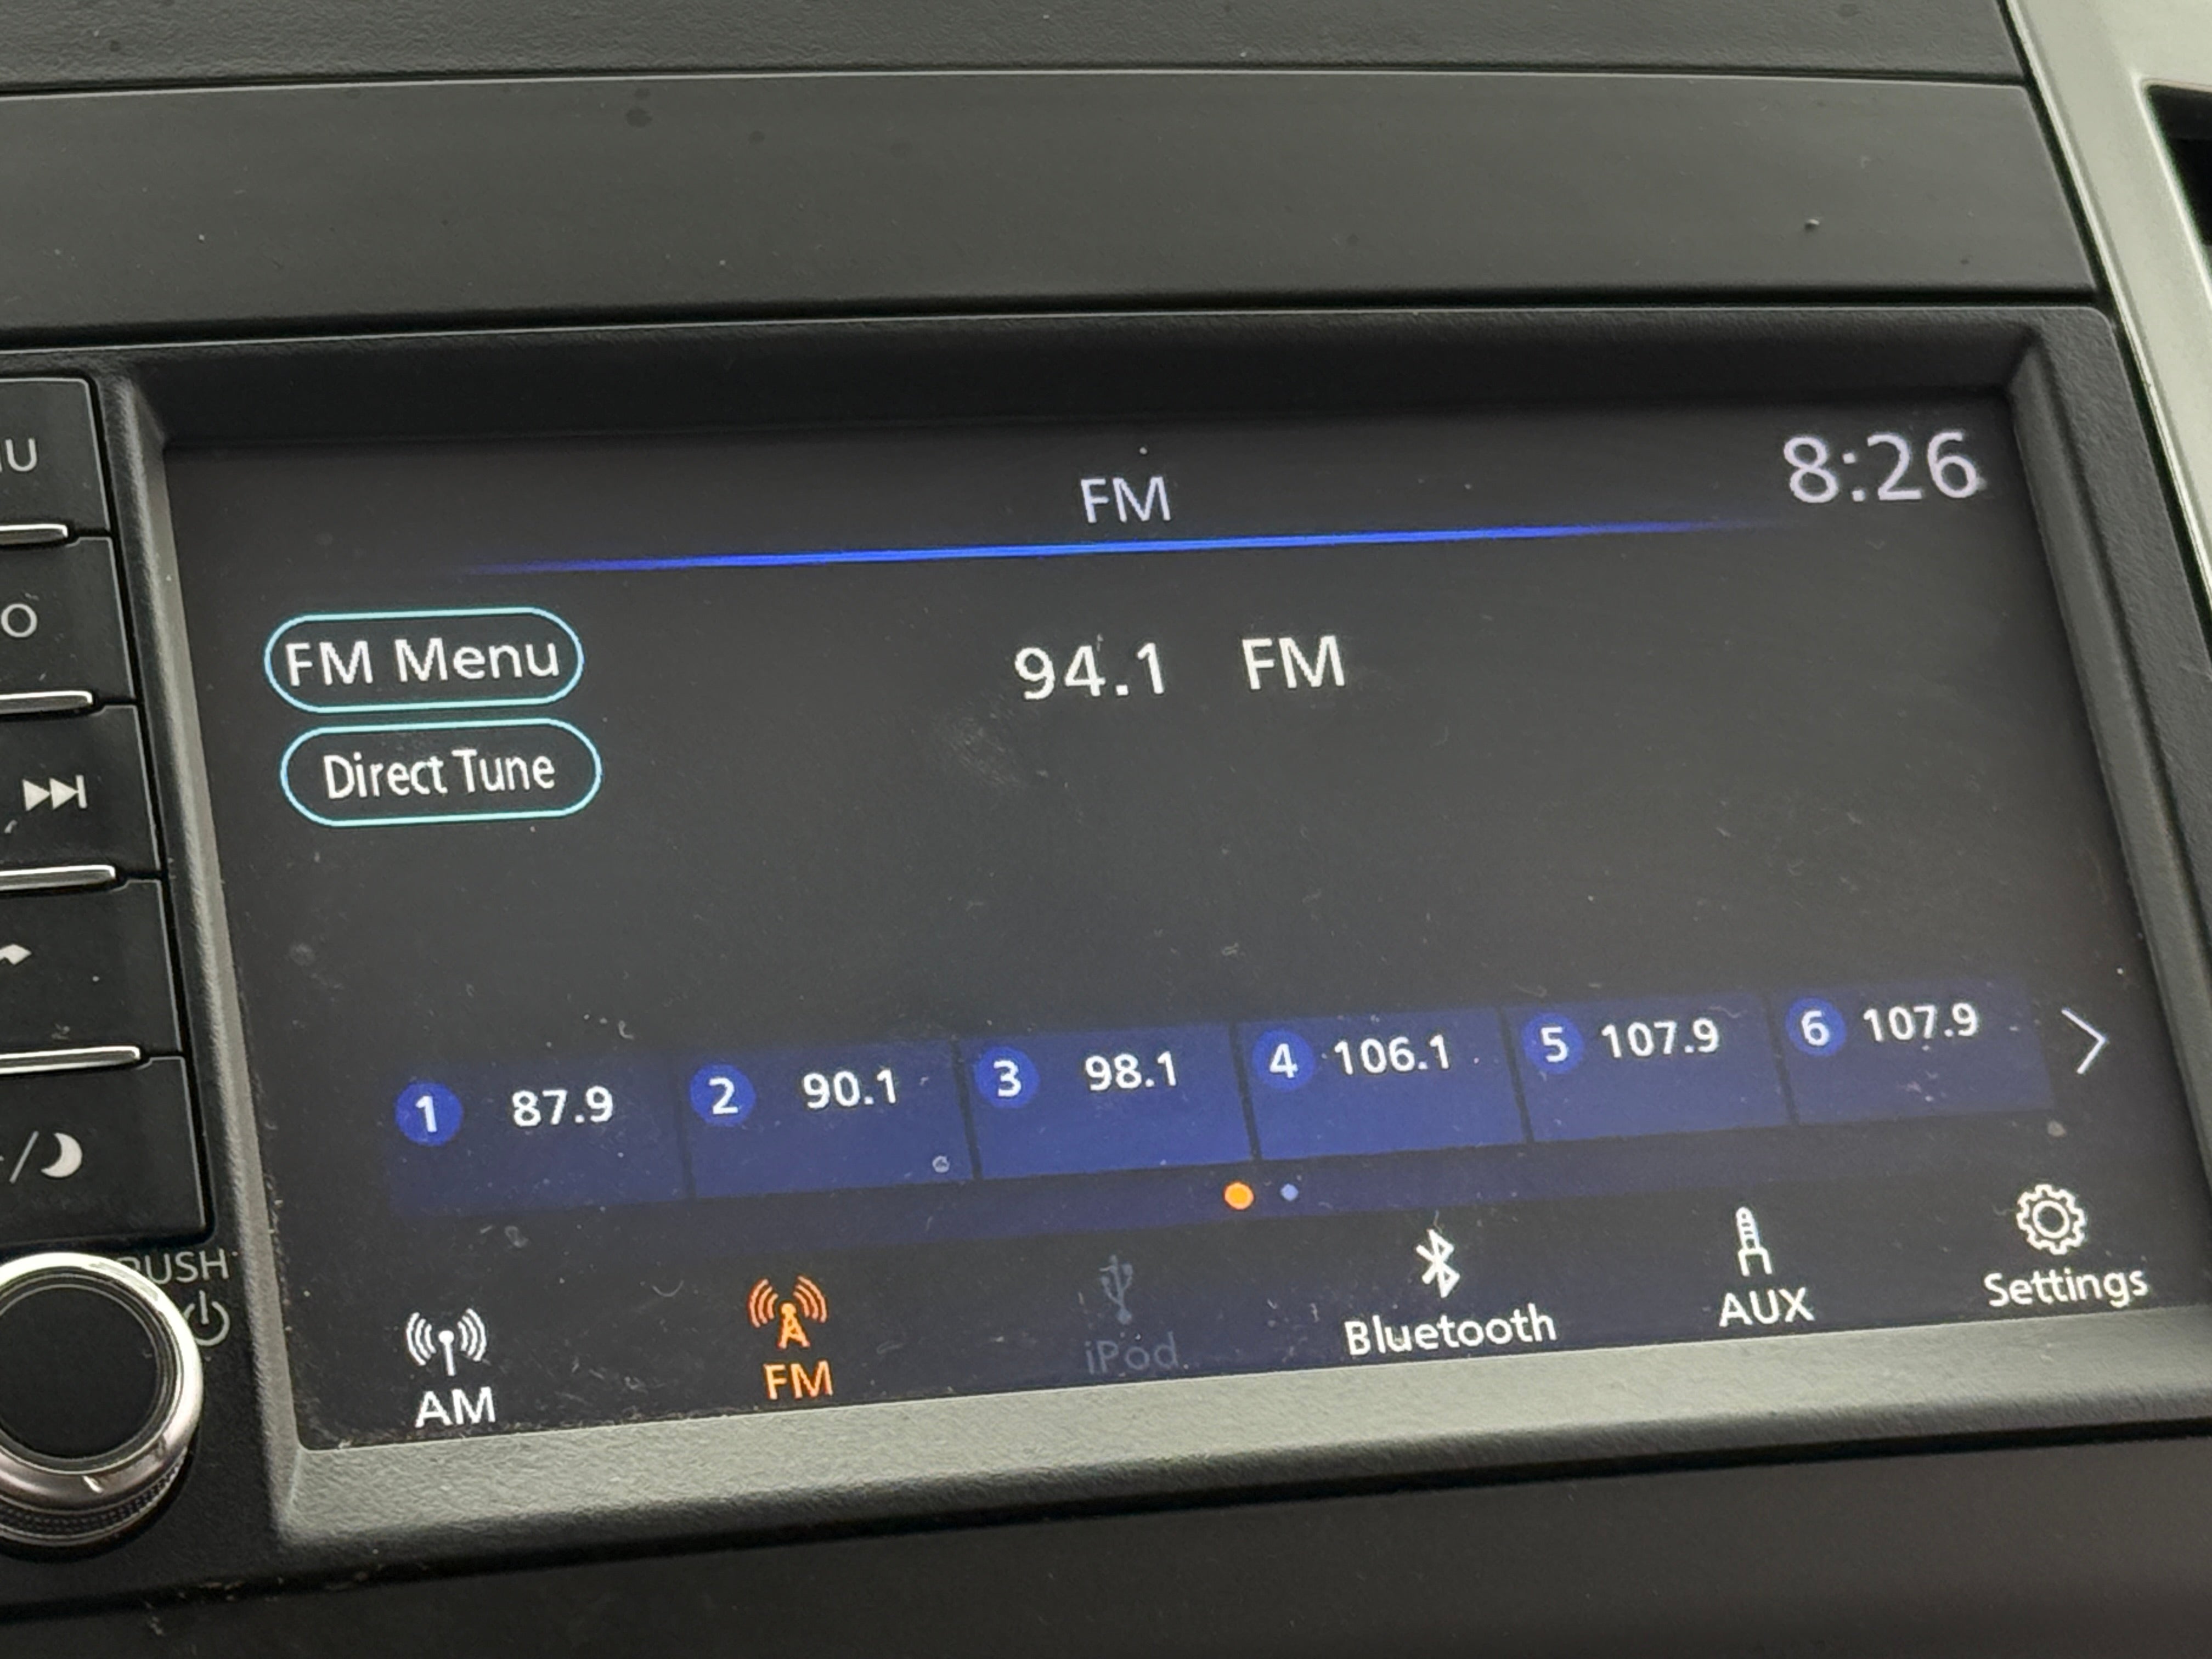 FM
8:26
FM Menu
94.1 FM
Direct Tune
1 87.9
2 90.1
3 98.1
4 106.1
5 107.9
6 107.9
AM
FM
iPod
Bluetooth
AUX
Settings
U
O
PUSH